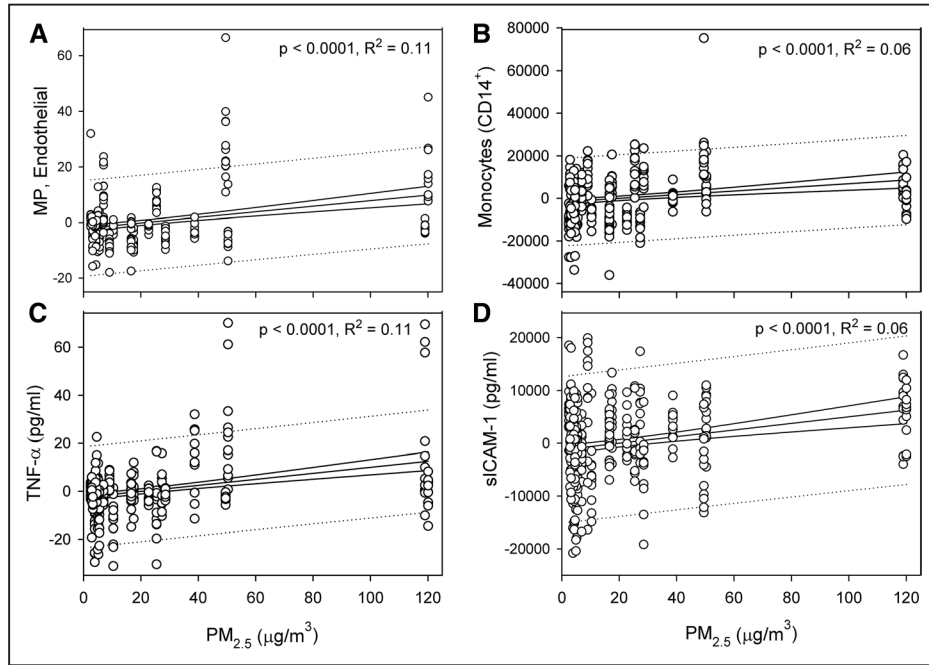 A
p < 0.0001, R² = 0.11
MP, Endothelial
60
40
20
0
-20
B
p < 0.0001, R² = 0.06
Monocytes (CD14⁺)
80000
60000
40000
20000
0
-20000
-40000
C
p < 0.0001, R² = 0.11
TNF-α (pg/ml)
60
40
20
0
-20
0 20 40 60 80 100 120
PM₂.₅ (μg/m³)
D
p < 0.0001, R² = 0.06
sICAM-1 (pg/ml)
20000
10000
0
-10000
-20000
0 20 40 60 80 100 120
PM₂.₅ (μg/m³)